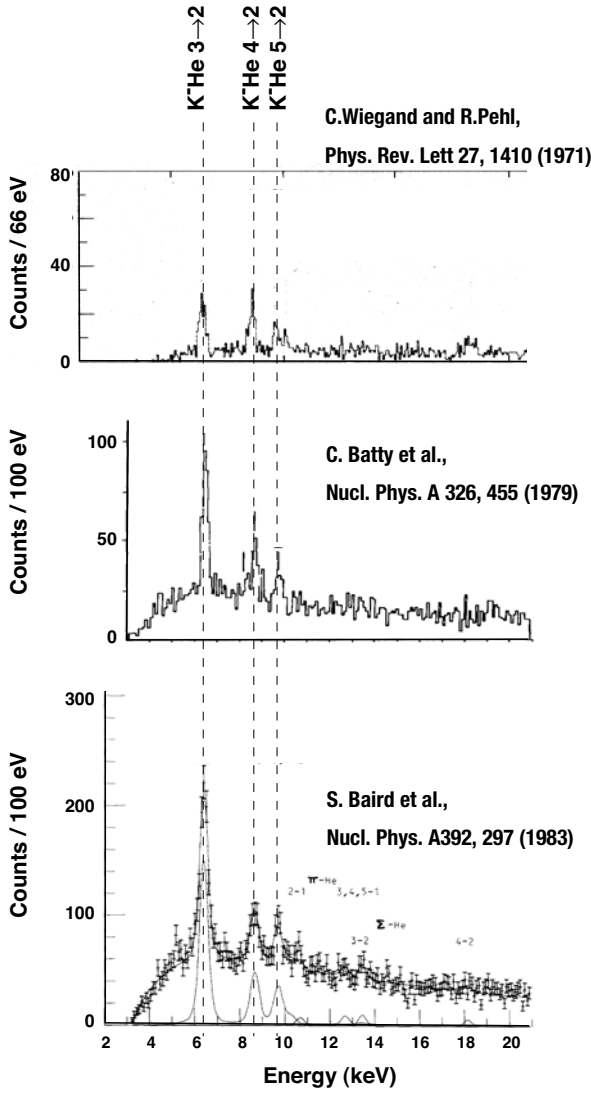 K⁻He 3→2
K⁻He 4→2
K⁻He 5→2
C.Wiegand and R.Pehl,
Phys. Rev. Lett 27, 1410 (1971)
80
40
0
Counts / 66 eV
C. Batty et al.,
Nucl. Phys. A 326, 455 (1979)
100
50
0
Counts / 100 eV
S. Baird et al.,
Nucl. Phys. A392, 297 (1983)
300
200
100
0
Counts / 100 eV
π-He
2-1 3,4,5-1
Σ-He
3-2 4-2
2 4 6 8 10 12 14 16 18 20
Energy (keV)